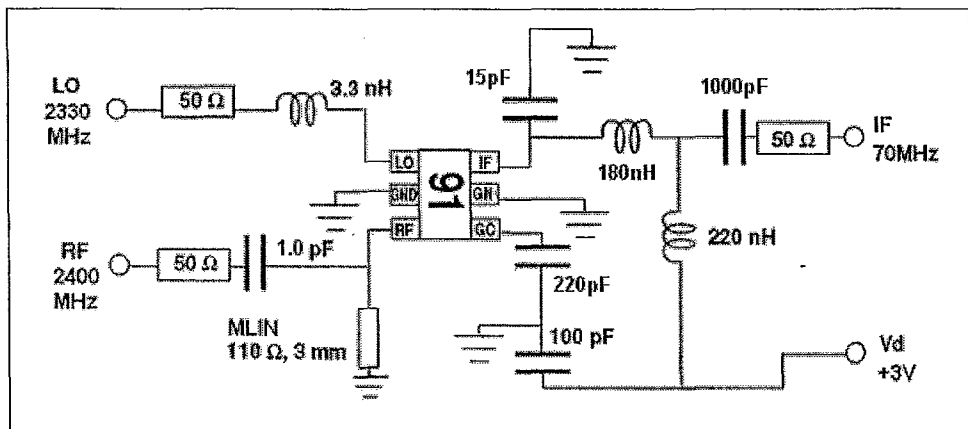 LO
2330
MHz
50 Ω
3.3 nH
15pF
1000pF
50 Ω
IF
70MHz
180nH
LO
IF
GND
GN
RF
GC
91
220 nH
RF
2400
MHz
50 Ω
1.0 pF
220pF
MLIN
110 Ω, 3 mm
100 pF
Vd
+3V